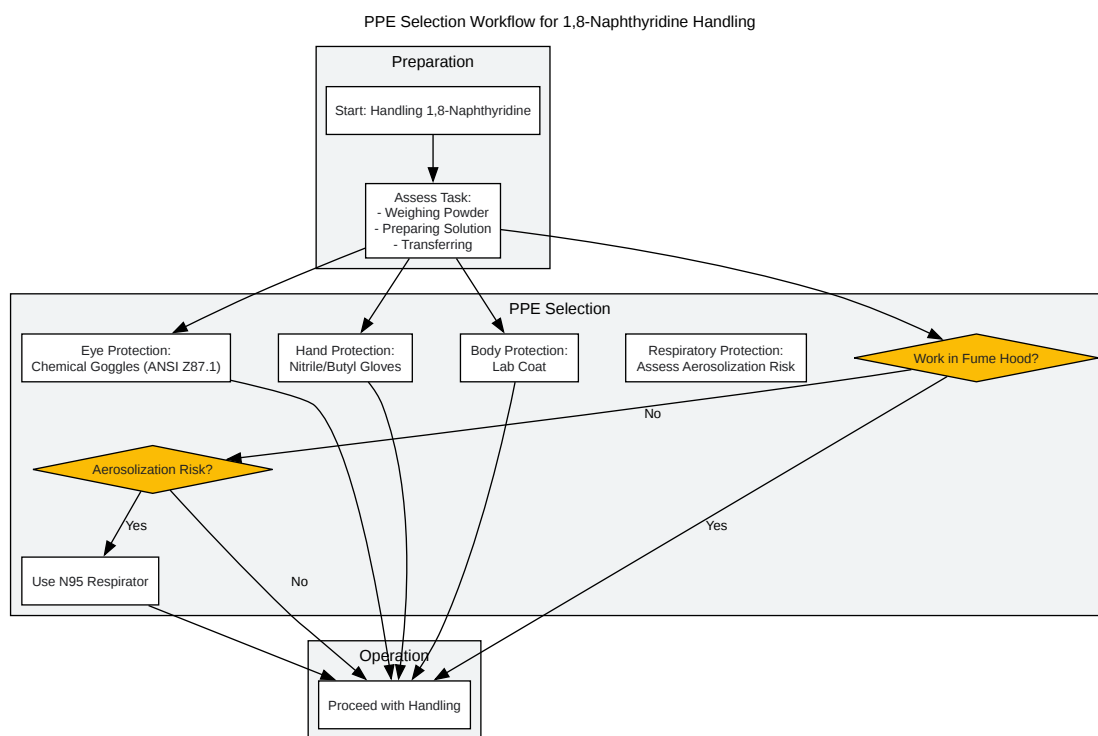 PPE Selection Workflow for 1,8-Naphthyridine Handling
Preparation
Start: Handling 1,8-Naphthyridine
Assess Task:
- Weighing Powder
- Preparing Solution
- Transferring
PPE Selection
Eye Protection:
Chemical Goggles (ANSI Z87.1)
Hand Protection:
Nitrile/Butyl Gloves
Body Protection:
Lab Coat
Respiratory Protection:
Assess Aerosolization Risk
Work in Fume Hood?
No
Aerosolization Risk?
Yes
Yes
Use N95 Respirator
No
Operation
Proceed with Handling